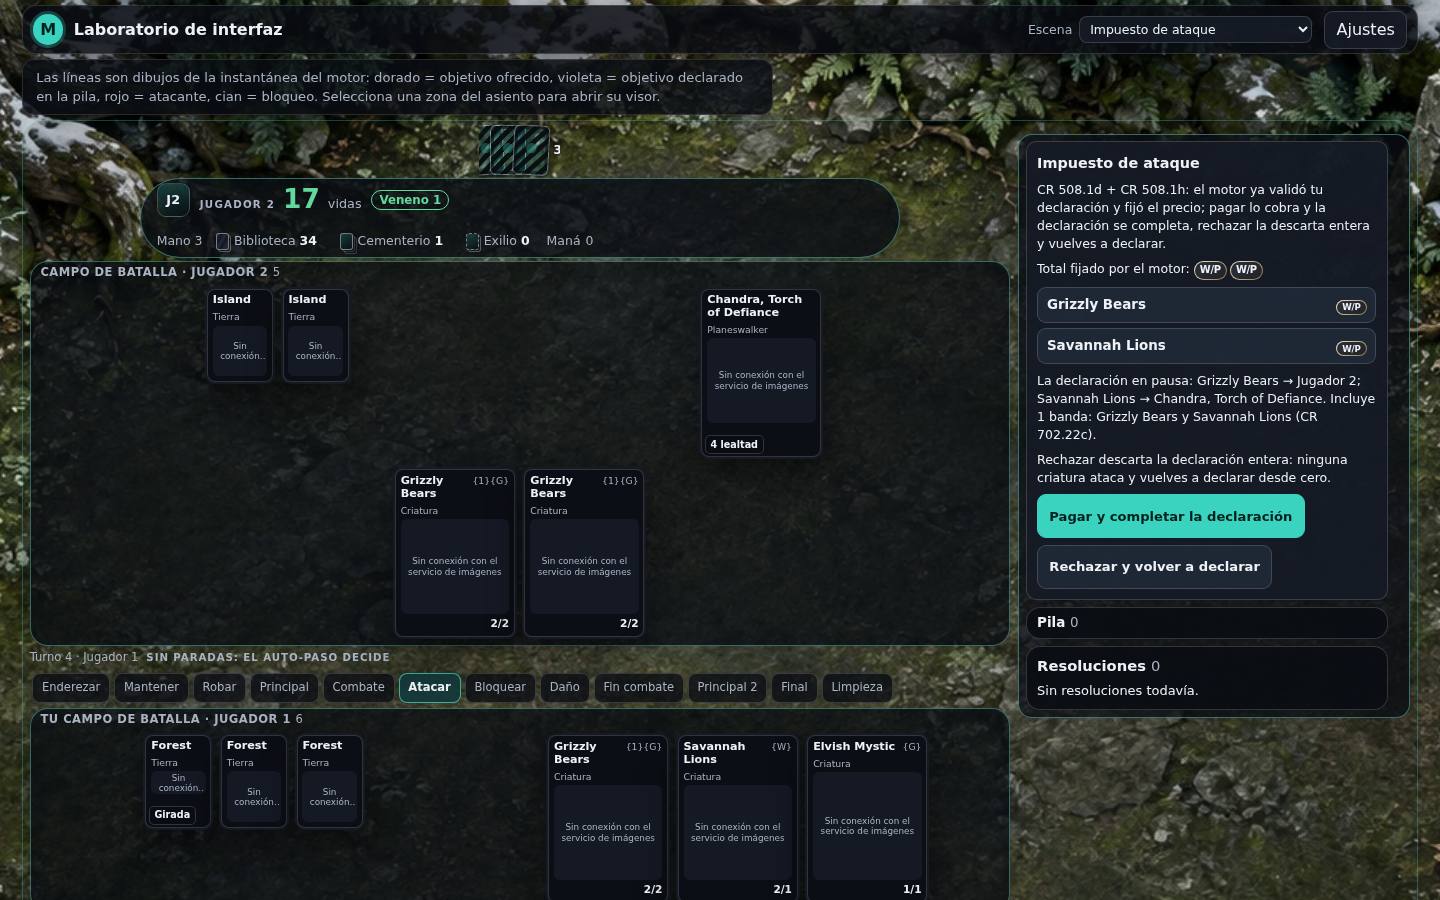 M Laboratorio de interfaz
Escena Impuesto de ataque Ajustes
Las líneas son dibujos de la instantánea del motor: dorado = objetivo ofrecido, violeta = objetivo declarado
en la pila, rojo = atacante, cian = bloqueo. Selecciona una zona del asiento para abrir su visor.
3
J2 JUGADOR 2 17 vidas Veneno 1
Mano 3 Biblioteca 34 Cementerio 1 Exilio 0 Maná 0
CAMPO DE BATALLA · JUGADOR 2 5
Island
Tierra
Sin
conexión..
Island
Tierra
Sin
conexión..
Chandra, Torch
of Defiance
Planeswalker
Sin conexión con el
servicio de imágenes
4 lealtad
Grizzly
Bears
{1}{G}
Criatura
Sin conexión con el
servicio de imágenes
2/2
Grizzly
Bears
{1}{G}
Criatura
Sin conexión con el
servicio de imágenes
2/2
Turno 4 · Jugador 1 SIN PARADAS: EL AUTO-PASO DECIDE
Enderezar Mantener Robar Principal Combate Atacar Bloquear Daño Fin combate Principal 2 Final Limpieza
TU CAMPO DE BATALLA · JUGADOR 1 6
Forest
Tierra
Sin
conexión..
Girada
Forest
Tierra
Sin
conexión..
Forest
Tierra
Sin
conexión..
Grizzly
Bears
{1}{G}
Criatura
Sin conexión con el
servicio de imágenes
2/2
Savannah
Lions
{W}
Criatura
Sin conexión con el
servicio de imágenes
2/1
Elvish Mystic {G}
Criatura
Sin conexión con el
servicio de imágenes
1/1
Impuesto de ataque
CR 508.1d + CR 508.1h: el motor ya validó tu
declaración y fijó el precio; pagar lo cobra y la
declaración se completa, rechazar la descarta entera
y vuelves a declarar.
Total fijado por el motor: W/P W/P
Grizzly Bears W/P
Savannah Lions W/P
La declaración en pausa: Grizzly Bears → Jugador 2;
Savannah Lions → Chandra, Torch of Defiance. Incluye
1 banda: Grizzly Bears y Savannah Lions (CR
702.22c).
Rechazar descarta la declaración entera: ninguna
criatura ataca y vuelves a declarar desde cero.
Pagar y completar la declaración
Rechazar y volver a declarar
Pila 0
Resoluciones 0
Sin resoluciones todavía.